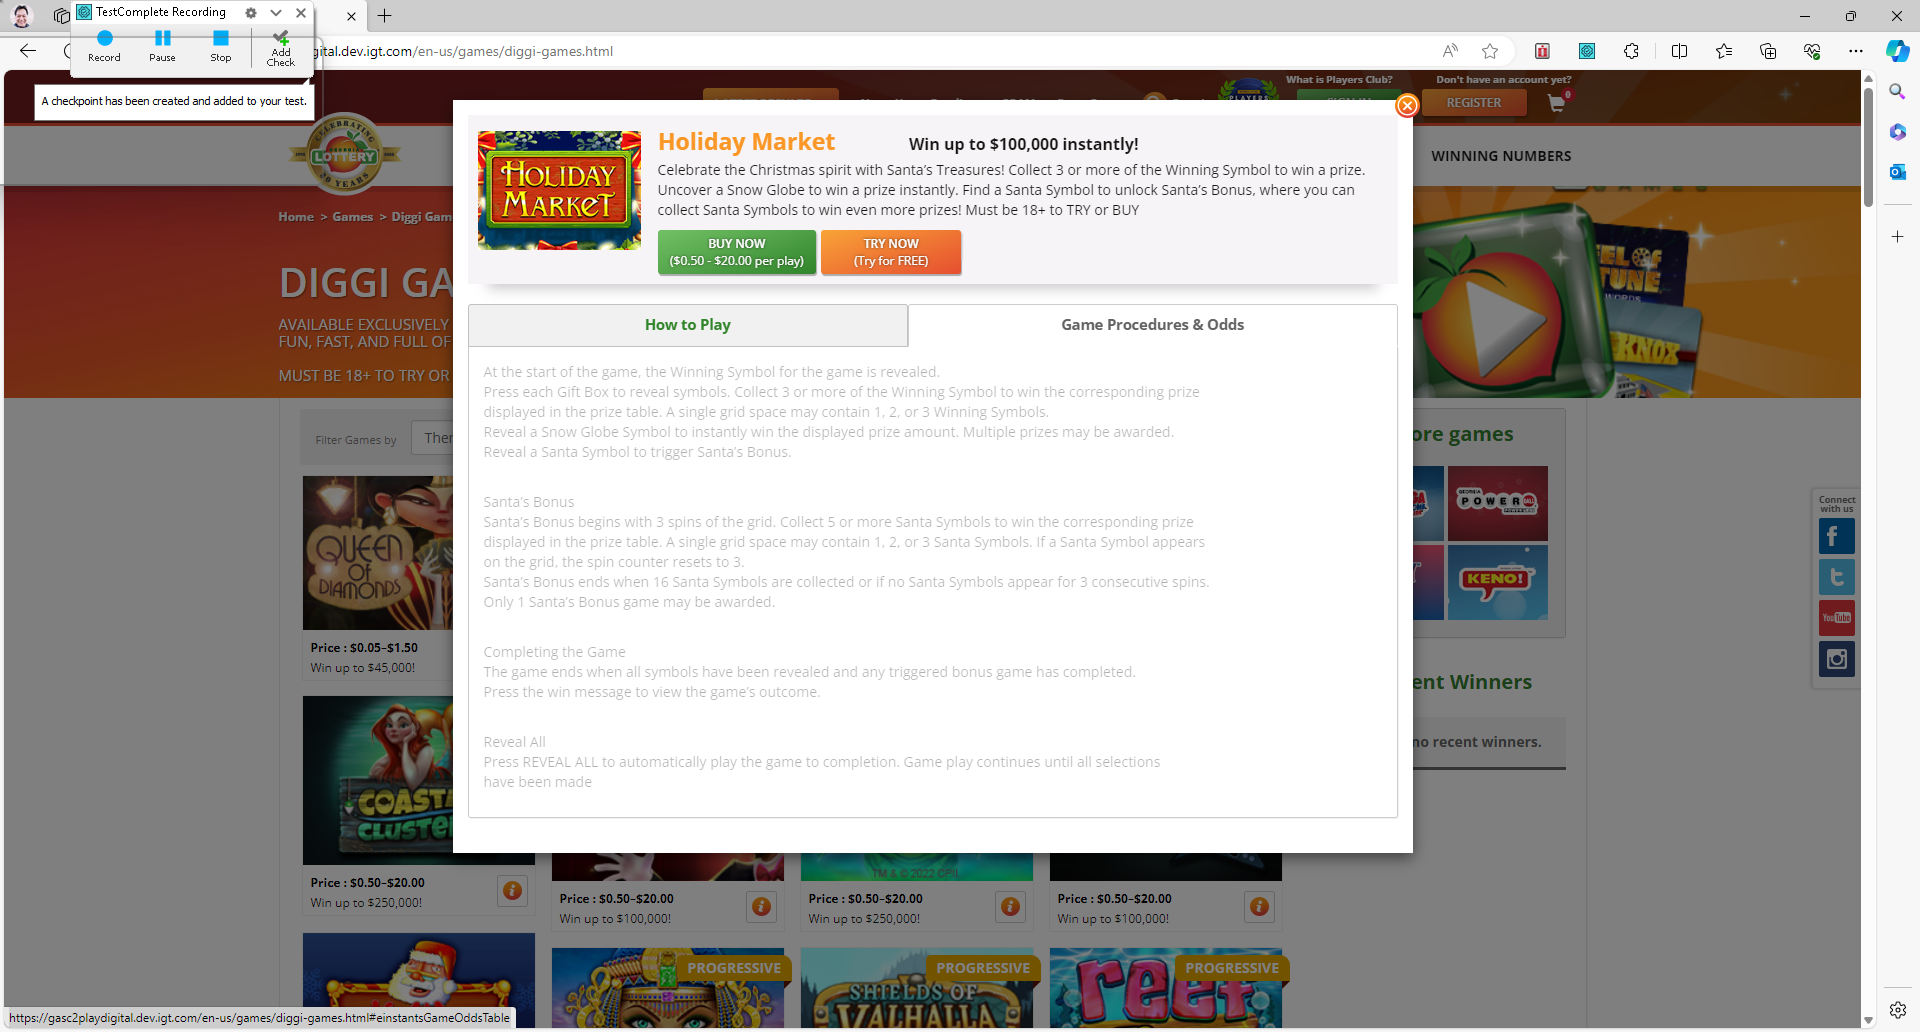 TestComplete Recording
Record
Pause
Stop
Add
Check
gital.dev.igt.com/en-us/games/diggi-games.html
A checkpoint has been created and added to your test.
What is Players Club?
Don't have an account yet?
PLAYERS
SIGN IN
REGISTER
0
CELEBRATING
GEORGIA
LOTTERY
YEARS
WINNING NUMBERS
Home > Games > Diggi Gam
DIGGI GA
AVAILABLE EXCLUSIVELY
FUN, FAST, AND FULL OF
MUST BE 18+ TO TRY OR
HOLIDAY
MARKET
Holiday Market
Win up to $100,000 instantly!
Celebrate the Christmas spirit with Santa's Treasures! Collect 3 or more of the Winning Symbol to win a prize.
Uncover a Snow Globe to win a prize instantly. Find a Santa Symbol to unlock Santa's Bonus, where you can
collect Santa Symbols to win even more prizes! Must be 18+ to TRY or BUY
BUY NOW
($0.50 - $20.00 per play)
TRY NOW
(Try for FREE)
How to Play
Game Procedures & Odds
At the start of the game, the Winning Symbol for the game is revealed.
Press each Gift Box to reveal symbols. Collect 3 or more of the Winning Symbol to win the corresponding prize
displayed in the prize table. A single grid space may contain 1, 2, or 3 Winning Symbols.
Reveal a Snow Globe Symbol to instantly win the displayed prize amount. Multiple prizes may be awarded.
Reveal a Santa Symbol to trigger Santa's Bonus.
Santa's Bonus
Santa's Bonus begins with 3 spins of the grid. Collect 5 or more Santa Symbols to win the corresponding prize
displayed in the prize table. A single grid space may contain 1, 2, or 3 Santa Symbols. If a Santa Symbol appears
on the grid, the spin counter resets to 3.
Santa's Bonus ends when 16 Santa Symbols are collected or if no Santa Symbols appear for 3 consecutive spins.
Only 1 Santa's Bonus game may be awarded.
Completing the Game
The game ends when all symbols have been revealed and any triggered bonus game has completed.
Press the win message to view the game's outcome.
Reveal All
Press REVEAL ALL to automatically play the game to completion. Game play continues until all selections
have been made
Filter Games by
Ther
QUEEN
OF
DIAMONDS
Price : $0.05-$1.50
Win up to $45,000!
COASTA
CLUSTER
Price : $0.50-$20.00
Win up to $250,000!
Price : $0.50-$20.00
Win up to $100,000!
TM & © 2022 CPII
Price : $0.50-$20.00
Win up to $250,000!
Price : $0.50-$20.00
Win up to $100,000!
PROGRESSIVE
PROGRESSIVE
SHIELDS OF
VALHALLA
PROGRESSIVE
reef
EL OF
TUNE
WORDS
KNOX
ore games
GEORGIA
POWERBALL
KENO!
ent Winners
no recent winners.
Connect
with us
YouTube
https://gasc2playdigital.dev.igt.com/en-us/games/diggi-games.html#einstantsGameOddsTable